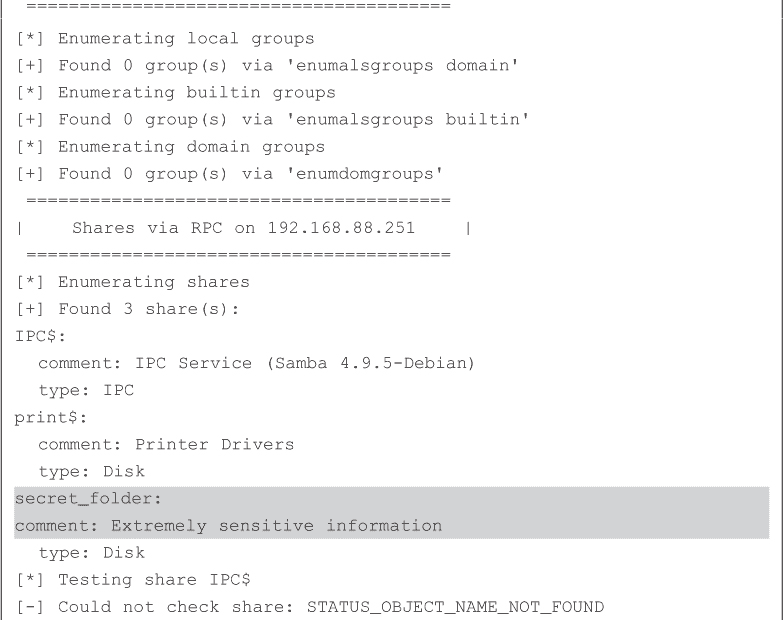 ========================================
[*] Enumerating local groups
[+] Found 0 group(s) via 'enumalsgroups domain'
[*] Enumerating builtin groups
[+] Found 0 group(s) via 'enumalsgroups builtin'
[*] Enumerating domain groups
[+] Found 0 group(s) via 'enumdomgroups'
========================================
|    Shares via RPC on 192.168.88.251    |
========================================
[*] Enumerating shares
[+] Found 3 share(s):
IPC$:
  comment: IPC Service (Samba 4.9.5-Debian)
  type: IPC
print$:
  comment: Printer Drivers
  type: Disk
secret_folder:
comment: Extremely sensitive information
  type: Disk
[*] Testing share IPC$
[-] Could not check share: STATUS_OBJECT_NAME_NOT_FOUND